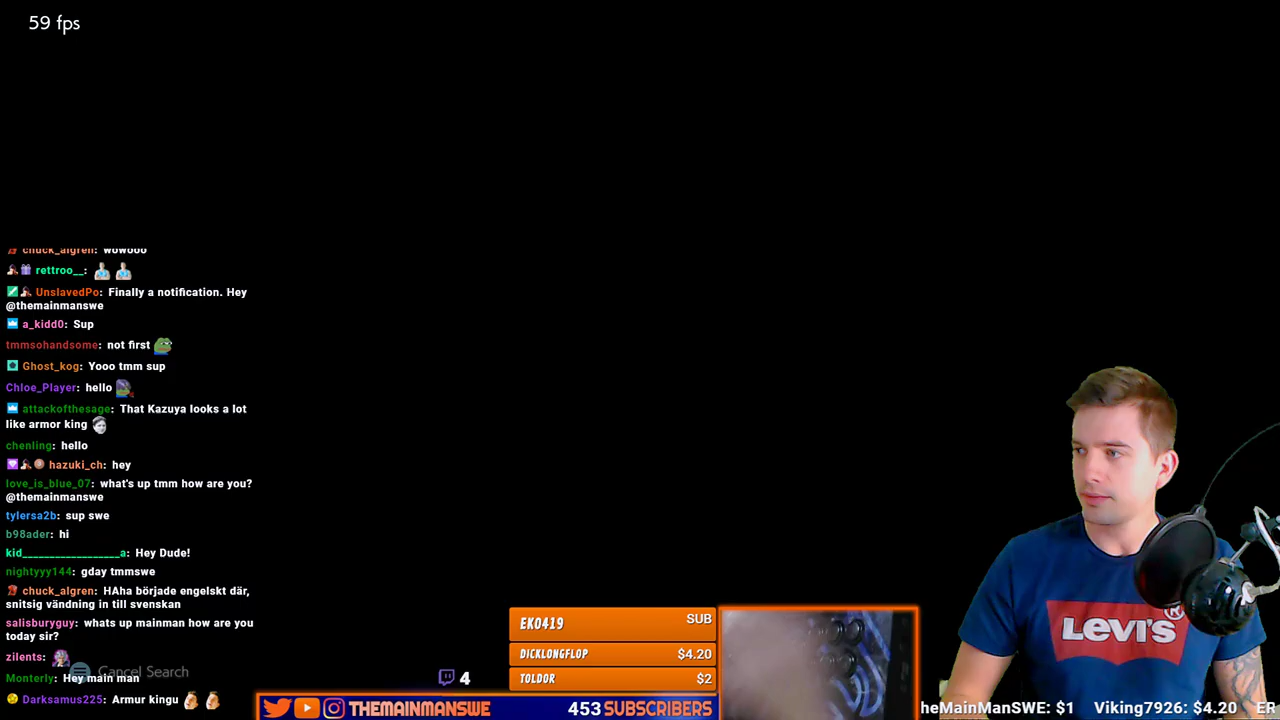 59 fps
chuck_algren: wowooo
rettroo__:
UnslavedPo: Finally a notification. Hey
@themainmanswe
a_kidd0: Sup
tmmsohandsome: not first
Ghost_kog: Yooo tmm sup
Chloe_Player: hello
attackofthesage: That Kazuya looks a lot
like armor king
chenling: hello
hazuki_ch: hey
love_is_blue_07: what's up tmm how are you?
@themainmanswe
tylersa2b: sup swe
b98ader: hi
kid_________________a: Hey Dude!
nightyyy144: gday tmmswe
chuck_algren: HAha började engelskt där,
snitsig vändning in till svenskan
salisburyguy: whats up mainman how are you
today sir?
zilents:
Cancel Search
Monterly: Hey main man
Darksamus225: Armur kingu
4
EKO419 SUB
DICKLONGFLOP $4.20
TOLDOR $2
THEMAINMANSWE 453 SUBSCRIBERS
heMainManSWE: $1 Viking7926: $4.20 ER
LEVI'S®